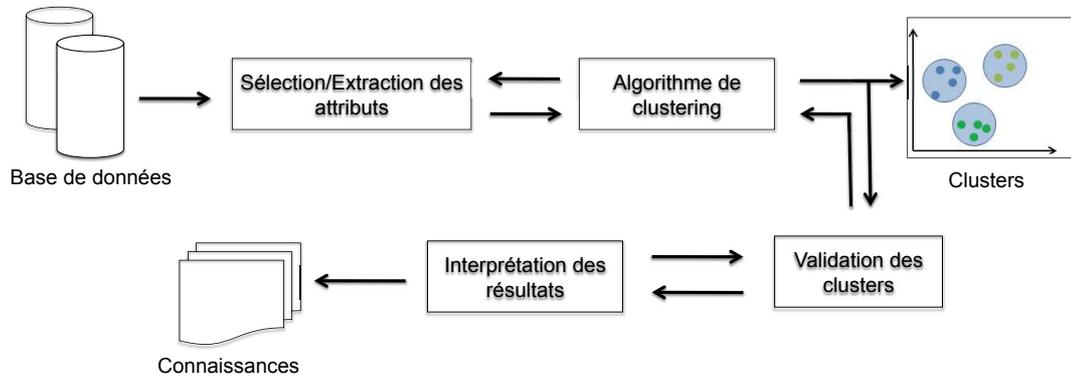 Sélection/Extraction des
attributs
Algorithme de
clustering
Base de données
Clusters
Interprétation des
résultats
Validation des
clusters
Connaissances